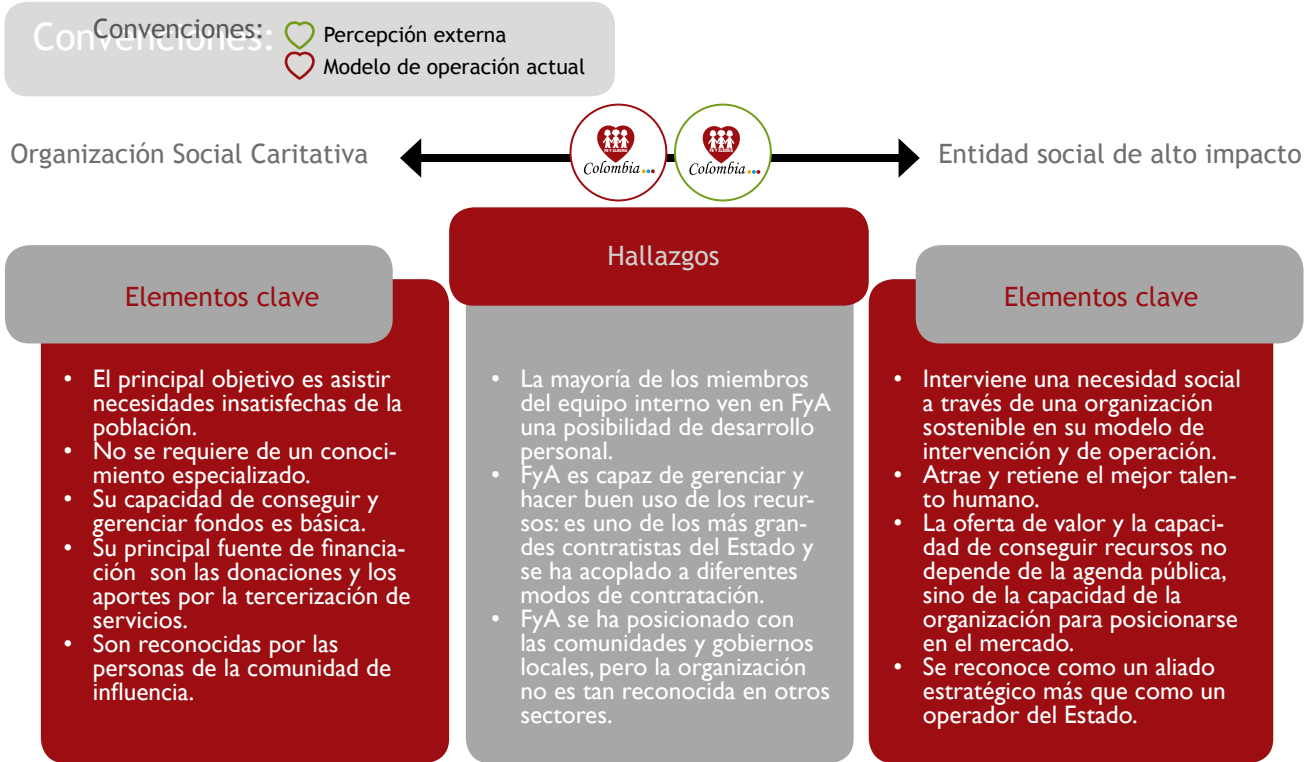 Convenciones:
Convenciones:
Percepción externa
Modelo de operación actual
Organización Social Caritativa
FE Y ALEGRIA
Colombia
FE Y ALEGRIA
Colombia
Entidad social de alto impacto
Elementos clave
• El principal objetivo es asistir
necesidades insatisfechas de la
población.
• No se requiere de un conoci-
miento especializado.
• Su capacidad de conseguir y
gerenciar fondos es básica.
• Su principal fuente de financia-
ción son las donaciones y los
aportes por la tercerización de
servicios.
• Son reconocidas por las
personas de la comunidad de
influencia.
Hallazgos
• La mayoría de los miembros
del equipo interno ven en FyA
una posibilidad de desarrollo
personal.
• FyA es capaz de gerenciar y
hacer buen uso de los recur-
sos: es uno de los más gran-
des contratistas del Estado y
se ha acoplado a diferentes
modos de contratación.
• FyA se ha posicionado con
las comunidades y gobiernos
locales, pero la organización
no es tan reconocida en otros
sectores.
Elementos clave
• Interviene una necesidad social
a través de una organización
sostenible en su modelo de
intervención y de operación.
• Atrae y retiene el mejor talen-
to humano.
• La oferta de valor y la capaci-
dad de conseguir recursos no
depende de la agenda pública,
sino de la capacidad de la
organización para posicionarse
en el mercado.
• Se reconoce como un aliado
estratégico más que como un
operador del Estado.